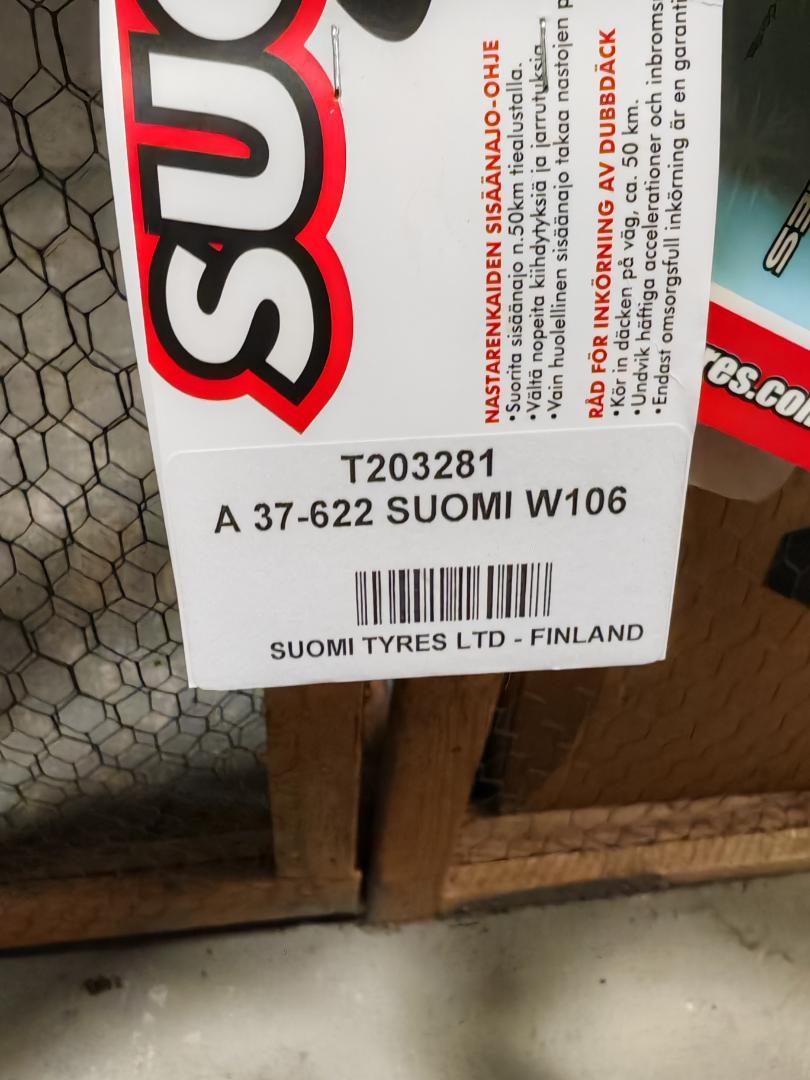 SUO
NASTARENKAIDEN SISÄÄNAJO-OHJE
•Suorita sisäänajo n.50km tiealustalla.
•Vältä nopeita kiihdytyksiä ja jarrutuksia
•Vain huolellinen sisäänajo takaa nastojen
RÅD FÖR INKÖRNING AV DUBBDÄCK
•Kör in däcken på väg, ca. 50 km.
•Undvik häftiga accelerationer och
•Endast omsorgsfull inkörning är en
T203281
A 37-622 SUOMI W106
SUOMI TYRES LTD - FINLAND